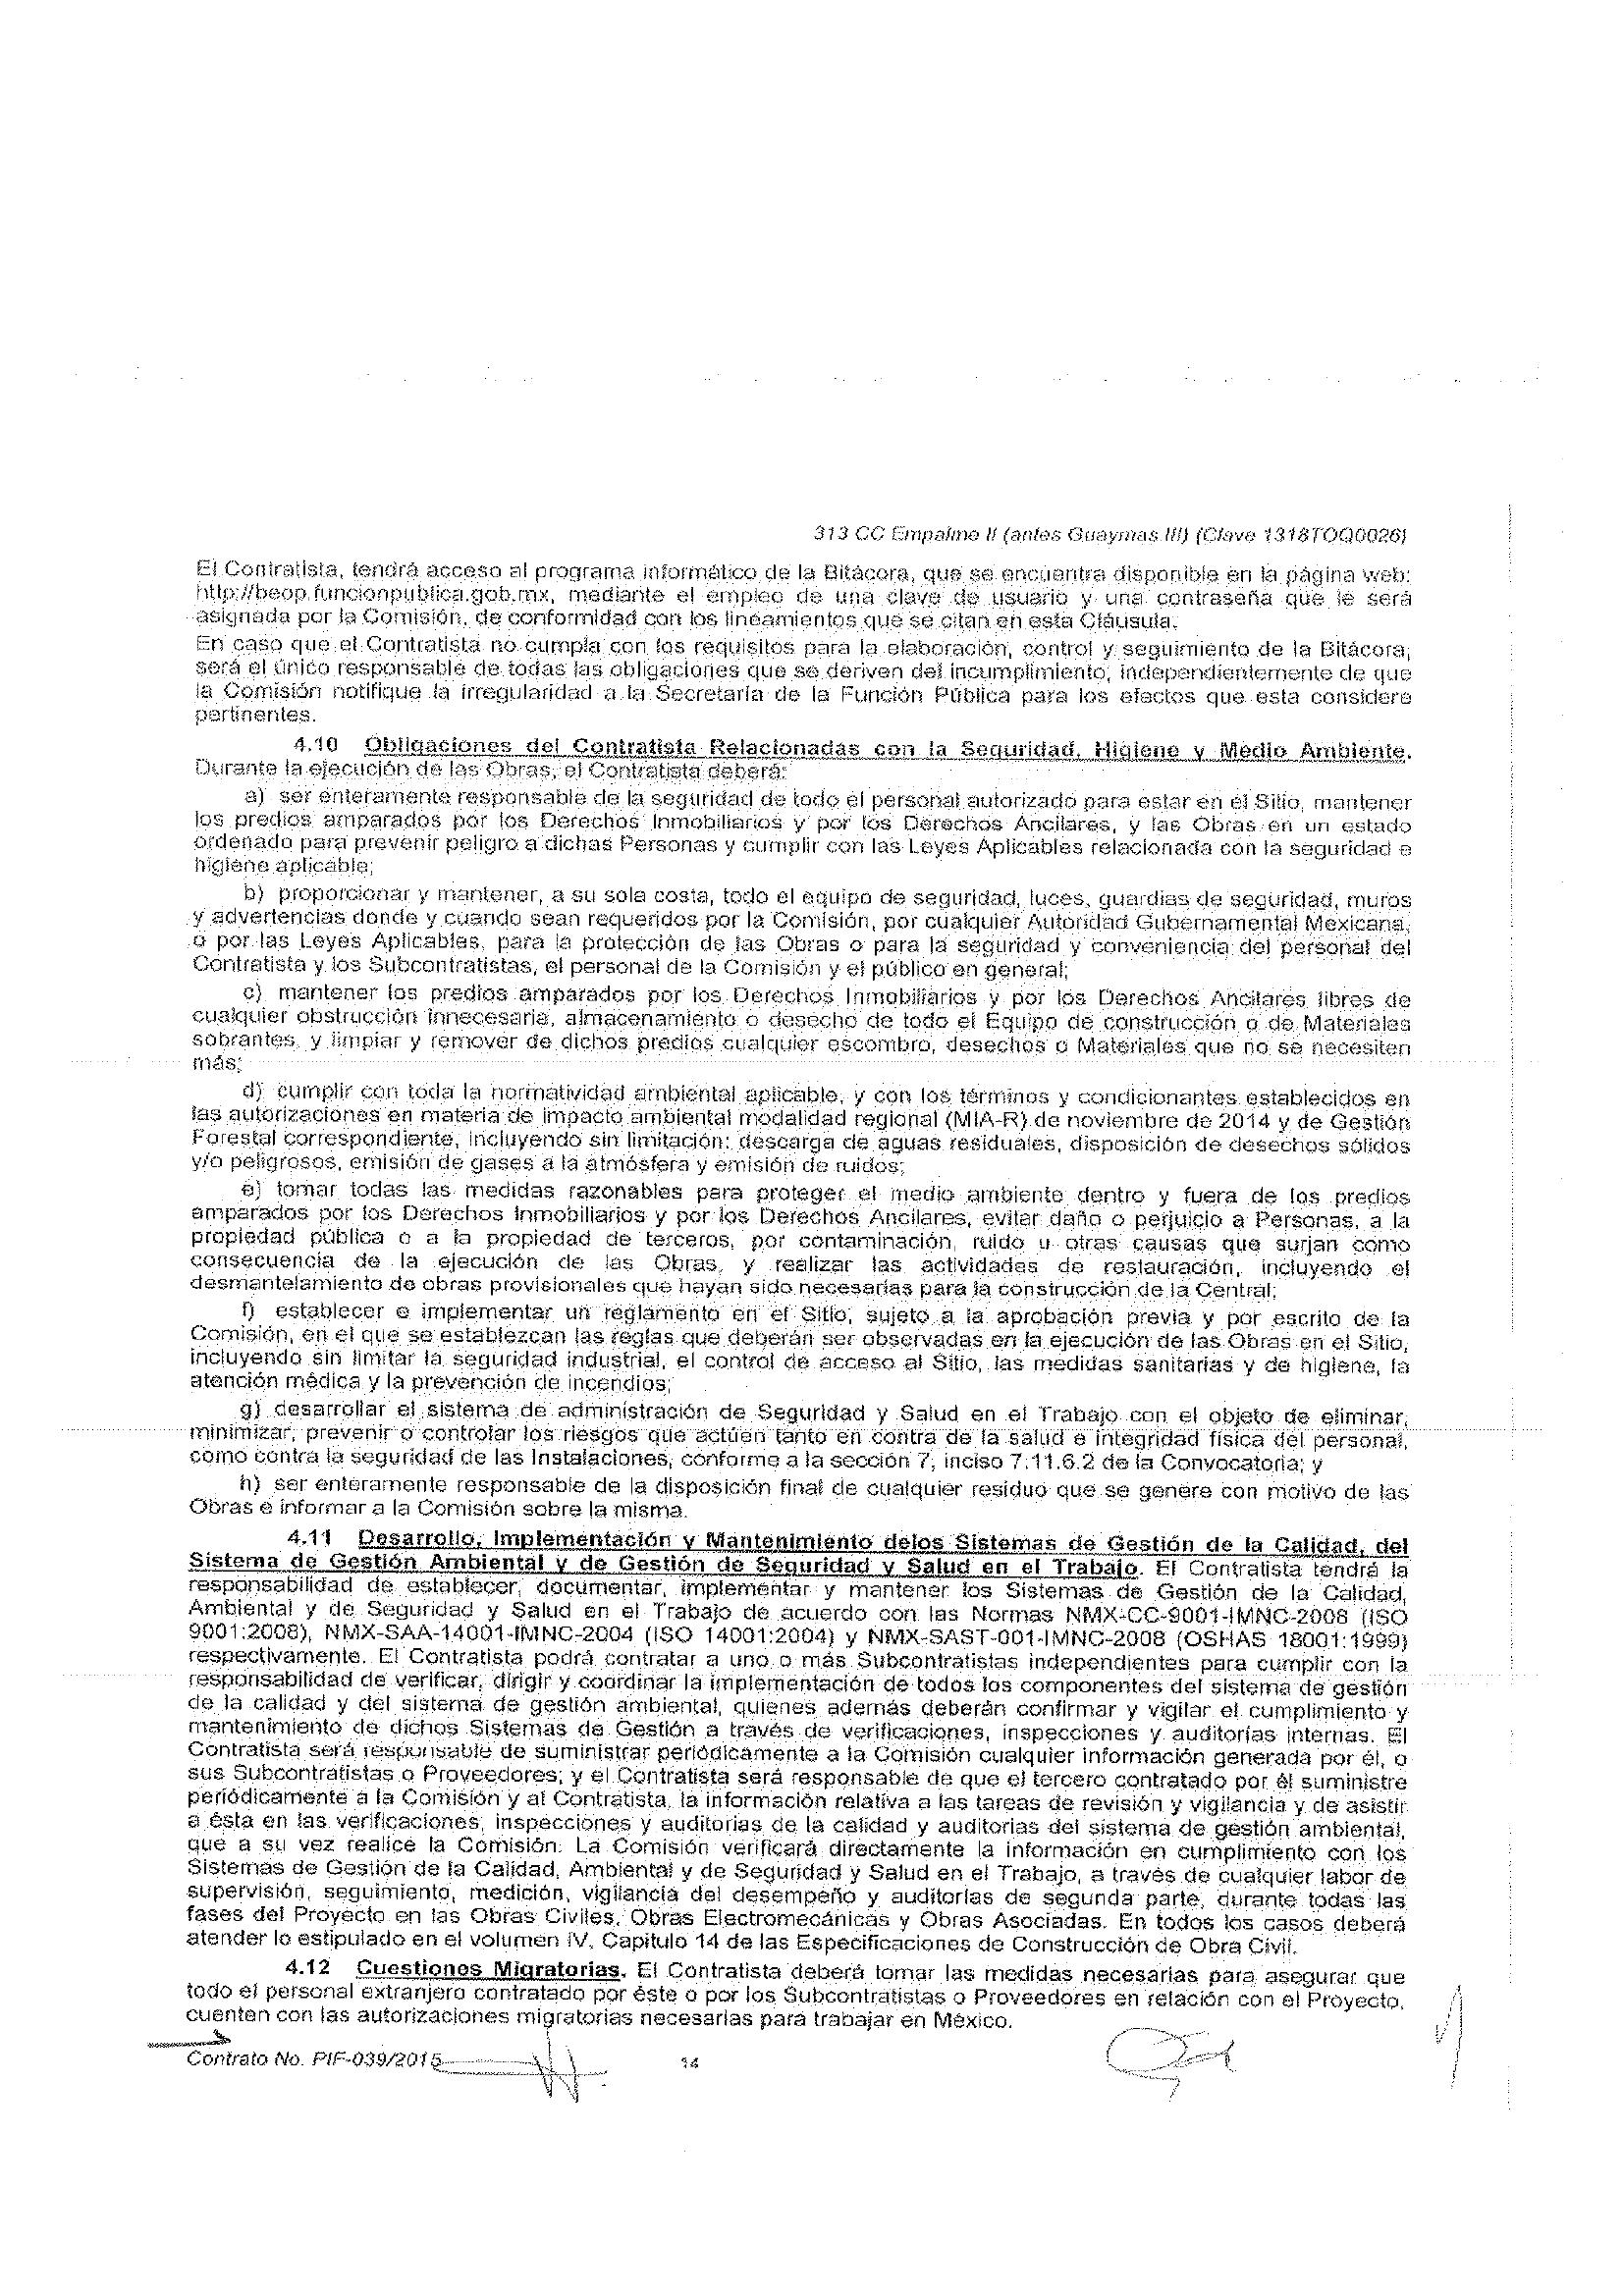 313 CC Empalme II (antes Guaymas III) (Clave 1318TOQ0026)
El Contratista, tendrá acceso al programa informático de la Bitácora, que se encuentra disponible en la página web:
http://beop.funcionpublica.gob.mx, mediante el empleo de una clave de usuario y una contraseña que le será
asignada por la Comisión, de conformidad con los lineamientos que se citan en esta Cláusula.
En caso que el Contratista no cumpla con los requisitos para la elaboración, control y seguimiento de la Bitácora,
será el único responsable de todas las obligaciones que se deriven del incumplimiento, independientemente de que
la Comisión notifique la irregularidad a la Secretaría de la Función Pública para los efectos que esta considere
pertinentes.
4.10 Obligaciones del Contratista Relacionadas con la Seguridad, Higiene y Medio Ambiente.
Durante la ejecución de las Obras, el Contratista deberá:
a) ser enteramente responsable de la seguridad de todo el personal autorizado para estar en el Sitio, mantener
los predios amparados por los Derechos Inmobiliarios y por los Derechos Ancilares, y las Obras en un estado
ordenado para prevenir peligro a dichas Personas y cumplir con las Leyes Aplicables relacionada con la seguridad e
higiene aplicable;
b) proporcionar y mantener, a su sola costa, todo el equipo de seguridad, luces, guardias de seguridad, muros
y advertencias donde y cuando sean requeridos por la Comisión, por cualquier Autoridad Gubernamental Mexicana,
o por las Leyes Aplicables, para la protección de las Obras o para la seguridad y conveniencia del personal del
Contratista y los Subcontratistas, el personal de la Comisión y el público en general;
c) mantener los predios amparados por los Derechos Inmobiliarios y por los Derechos Ancilares libres de
cualquier obstrucción innecesaria, almacenamiento o desecho de todo el Equipo de construcción o de Materiales
sobrantes, y limpiar y remover de dichos predios cualquier escombro, desechos o Materiales que no se necesiten
más;
d) cumplir con toda la normatividad ambiental aplicable, y con los términos y condicionantes establecidos en
las autorizaciones en materia de impacto ambiental modalidad regional (MIA-R) de noviembre de 2014 y de Gestión
Forestal correspondiente, incluyendo sin limitación: descarga de aguas residuales, disposición de desechos sólidos
y/o peligrosos, emisión de gases a la atmósfera y emisión de ruidos;
e) tomar todas las medidas razonables para proteger el medio ambiente dentro y fuera de los predios
amparados por los Derechos Inmobiliarios y por los Derechos Ancilares, evitar daño o perjuicio a Personas, a la
propiedad pública o a la propiedad de terceros, por contaminación, ruido u otras causas que surjan como
consecuencia de la ejecución de las Obras, y realizar las actividades de restauración, incluyendo el
desmantelamiento de obras provisionales que hayan sido necesarias para la construcción de la Central;
f) establecer e implementar un reglamento en el Sitio, sujeto a la aprobación previa y por escrito de la
Comisión, en el que se establezcan las reglas que deberán ser observadas en la ejecución de las Obras en el Sitio,
incluyendo sin limitar la seguridad industrial, el control de acceso al Sitio, las medidas sanitarias y de higiene, la
atención médica y la prevención de incendios;
g) desarrollar el sistema de administración de Seguridad y Salud en el Trabajo con el objeto de eliminar,
minimizar, prevenir o controlar los riesgos que actúen tanto en contra de la salud e integridad física del personal,
como contra la seguridad de las Instalaciones, conforme a la sección 7, inciso 7.11.6.2 de la Convocatoria; y
h) ser enteramente responsable de la disposición final de cualquier residuo que se genere con motivo de las
Obras e informar a la Comisión sobre la misma.
4.11 Desarrollo, Implementación y Mantenimiento delos Sistemas de Gestión de la Calidad, del
Sistema de Gestión Ambiental y de Gestión de Seguridad y Salud en el Trabajo. El Contratista tendrá la
responsabilidad de establecer, documentar, implementar y mantener los Sistemas de Gestión de la Calidad,
Ambiental y de Seguridad y Salud en el Trabajo de acuerdo con las Normas NMX-CC-9001-IMNC-2008 (ISO
9001:2008), NMX-SAA-14001-IMNC-2004 (ISO 14001:2004) y NMX-SAST-001-IMNC-2008 (OSHAS 18001:1999)
respectivamente. El Contratista podrá contratar a uno o más Subcontratistas independientes para cumplir con la
responsabilidad de verificar, dirigir y coordinar la implementación de todos los componentes del sistema de gestión
de la calidad y del sistema de gestión ambiental, quienes además deberán confirmar y vigilar el cumplimiento y
mantenimiento de dichos Sistemas de Gestión a través de verificaciones, inspecciones y auditorías internas. El
Contratista será responsable de suministrar periódicamente a la Comisión cualquier información generada por él, o
sus Subcontratistas o Proveedores; y el Contratista será responsable de que el tercero contratado por él suministre
periódicamente a la Comisión y al Contratista, la información relativa a las tareas de revisión y vigilancia y de asistir
a ésta en las verificaciones, inspecciones y auditorias de la calidad y auditorias del sistema de gestión ambiental,
que a su vez realice la Comisión. La Comisión verificará directamente la información en cumplimiento con los
Sistemas de Gestión de la Calidad, Ambiental y de Seguridad y Salud en el Trabajo, a través de cualquier labor de
supervisión, seguimiento, medición, vigilancia del desempeño y auditorías de segunda parte, durante todas las
fases del Proyecto en las Obras Civiles, Obras Electromecánicas y Obras Asociadas. En todos los casos deberá
atender lo estipulado en el volumen IV, Capitulo 14 de las Especificaciones de Construcción de Obra Civil.
4.12 Cuestiones Migratorias. El Contratista deberá tomar las medidas necesarias para asegurar que
todo el personal extranjero contratado por éste o por los Subcontratistas o Proveedores en relación con el Proyecto,
cuenten con las autorizaciones migratorias necesarias para trabajar en México.
Contrato No. PIF-039/2015
14